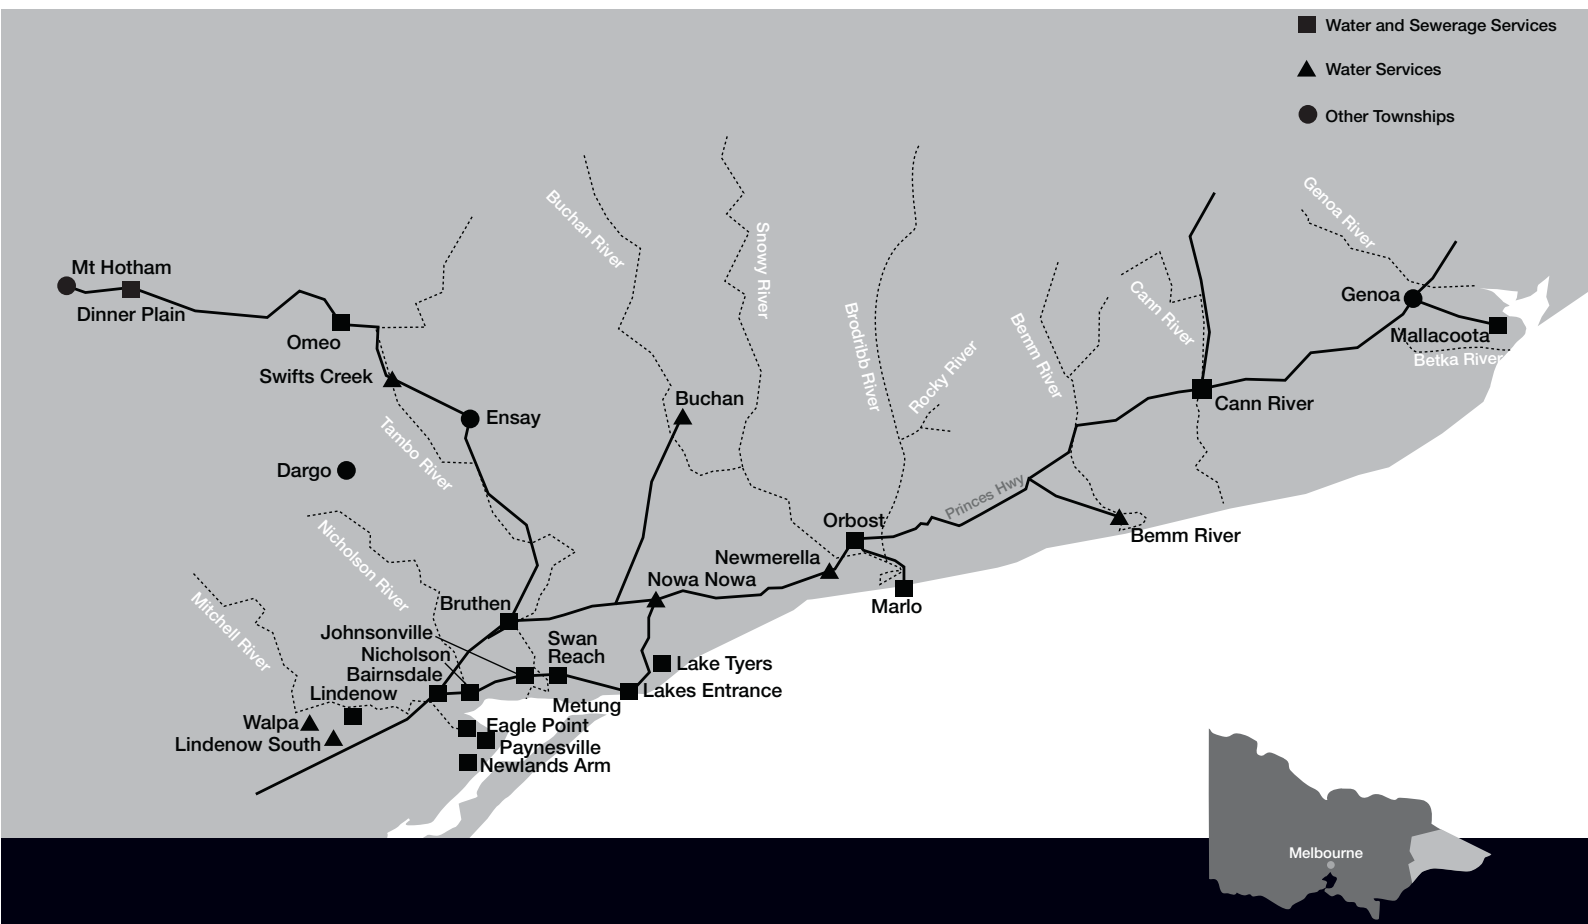 Water and Sewerage Services
Water Services
Other Townships
Genoa River
Buchan River
Snowy River
Mt Hotham
Dinner Plain
Omeo
Swifts Creek
Ensay
Tambo River
Dargo
Buchan
Brodribb River
Rocky River
Bemm River
Cann River
Genoa
Mallacoota
Betka River
Cann River
Princes Hwy
Orbost
Bemm River
Newmerella
Nowa Nowa
Marlo
Nicholson River
Mitchell River
Bruthen
Johnsonville
Nicholson
Bairnsdale
Lindenow
Swan
Reach
Lake Tyers
Lakes Entrance
Metung
Walpa
Lindenow South
Eagle Point
Paynesville
Newlands Arm
Melbourne